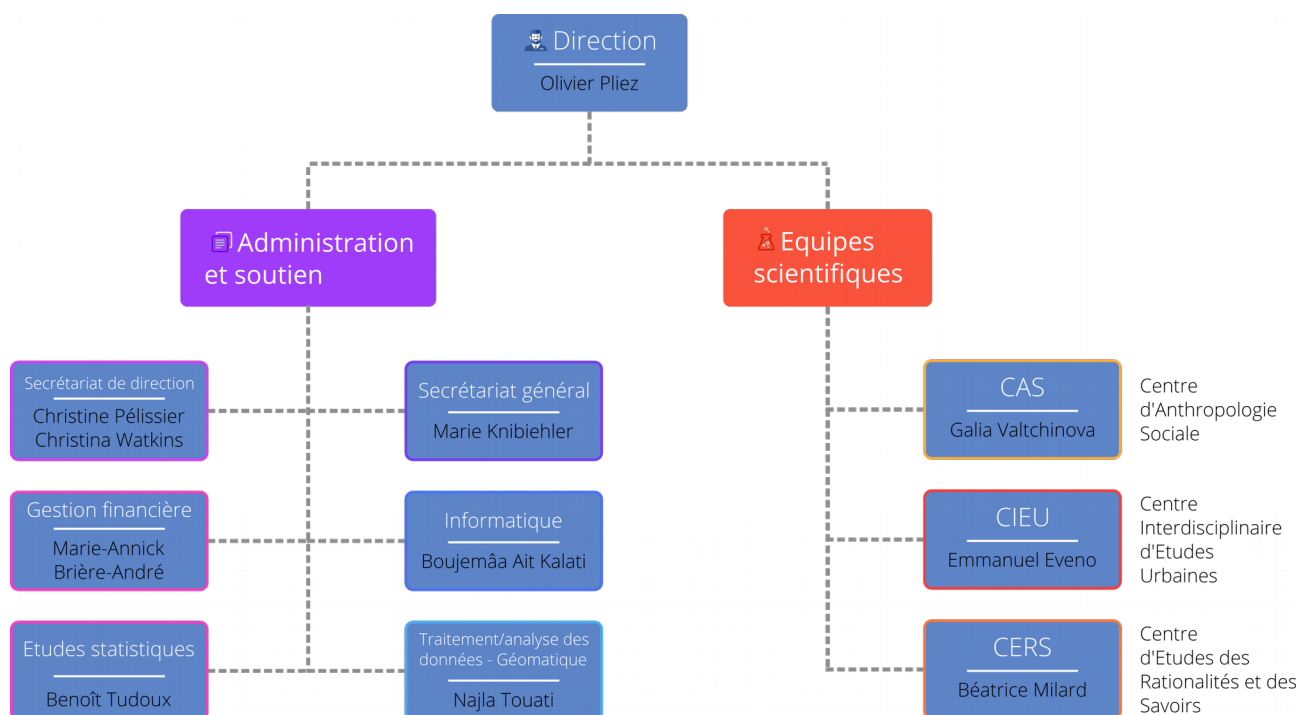 Direction
Olivier Pliez
Administration
et soutien
Equipes
scientifiques
Secrétariat de direction
Christine Pélissier
Christina Watkins
Secrétariat général
Marie Knibiehler
CAS
Galia Valtchinova
Centre
d'Anthropologie
Sociale
Gestion financière
Marie-Annick
Brière-André
Informatique
Boujemâa Ait Kalati
CIEU
Emmanuel Eveno
Centre
Interdisciplinaire
d'Etudes
Urbaines
Etudes statistiques
Benoît Tudoux
Traitement/analyse des
données - Géomatique
Najla Touati
CERS
Béatrice Milard
Centre
d'Etudes des
Rationalités et des
Savoirs